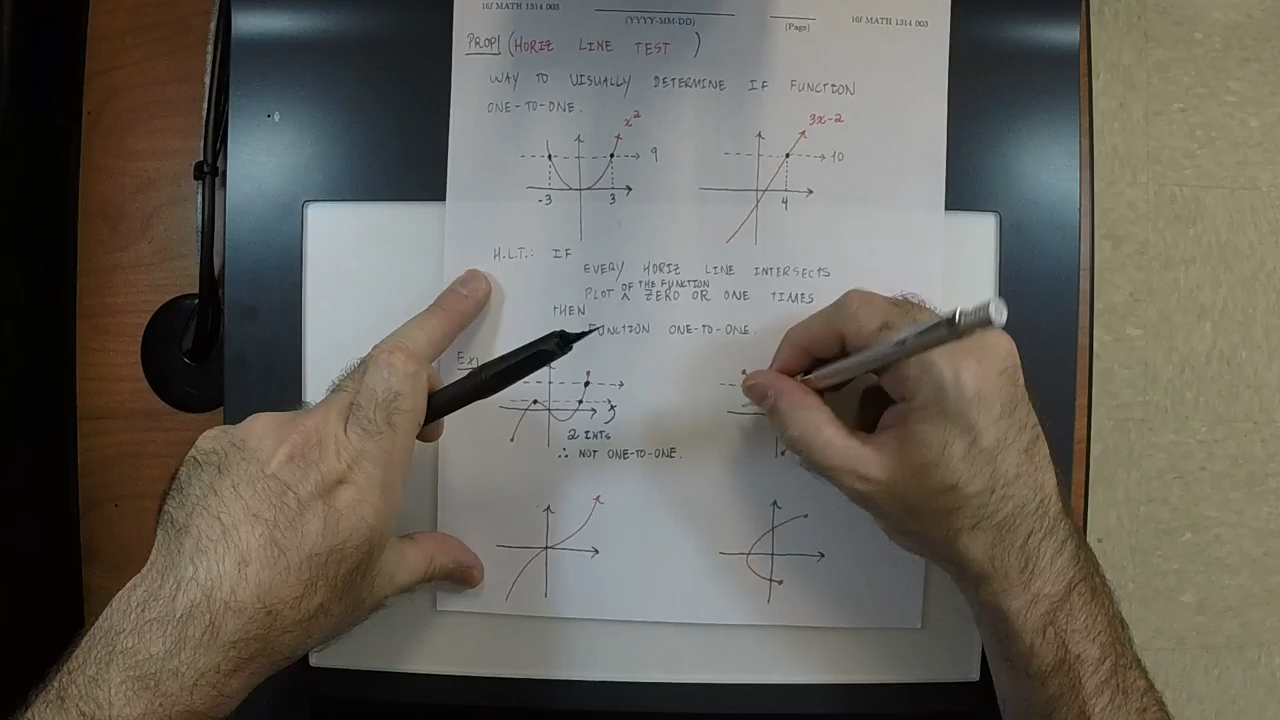 16f MATH 1314 003
(YYYY-MM-DD)
(Page)
16f MATH 1314 003
PROP| (HORIZ LINE TEST)
WAY TO VISUALLY DETERMINE IF FUNCTION
ONE-TO-ONE.
x²
9
-3
3
3x-2
10
4
H.L.T.: IF
EVERY HORIZ LINE INTERSECTS
OF THE FUNCTION
PLOT ^ ZERO OR ONE TIMES
THEN
FUNCTION ONE-TO-ONE.
Ex|
2 INTS
∴ NOT ONE-TO-ONE.